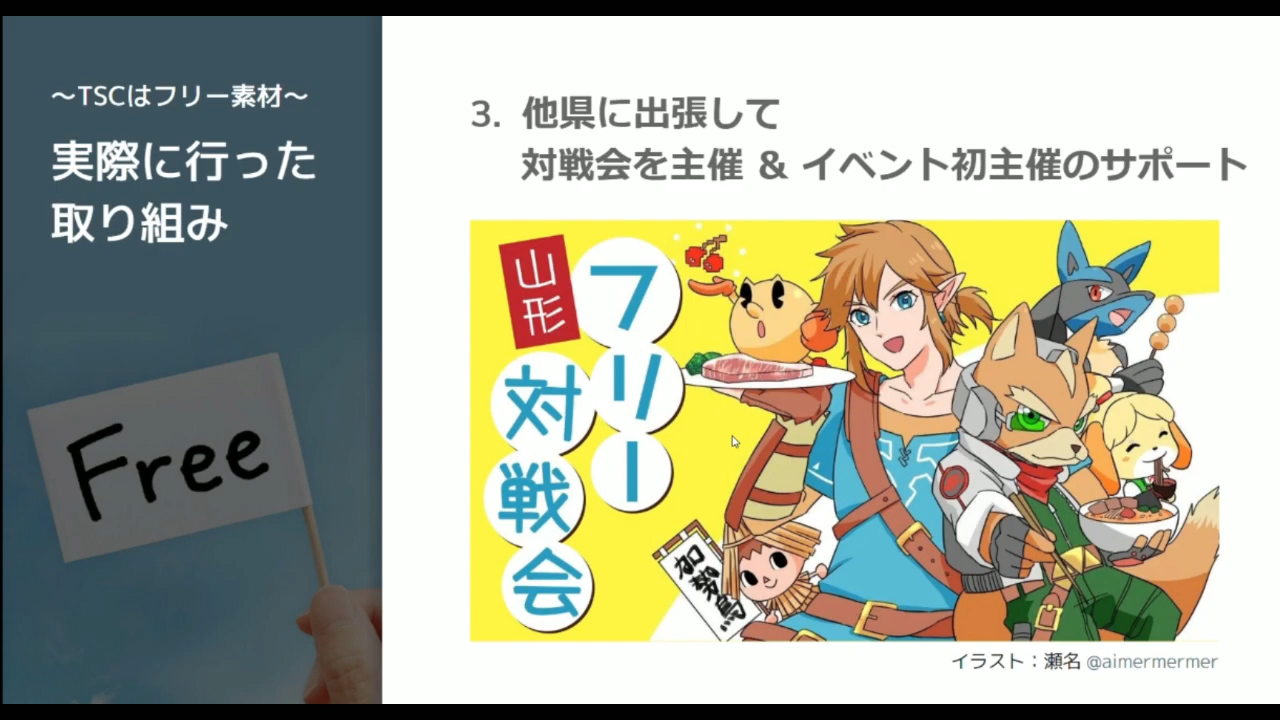 ～TSCはフリー素材～
実際に行った
取り組み
Free
3. 他県に出張して
対戦会を主催 & イベント初主催のサポート
山形
フリー
対戦会
加勢鳥
イラスト：瀬名 @aimermermer